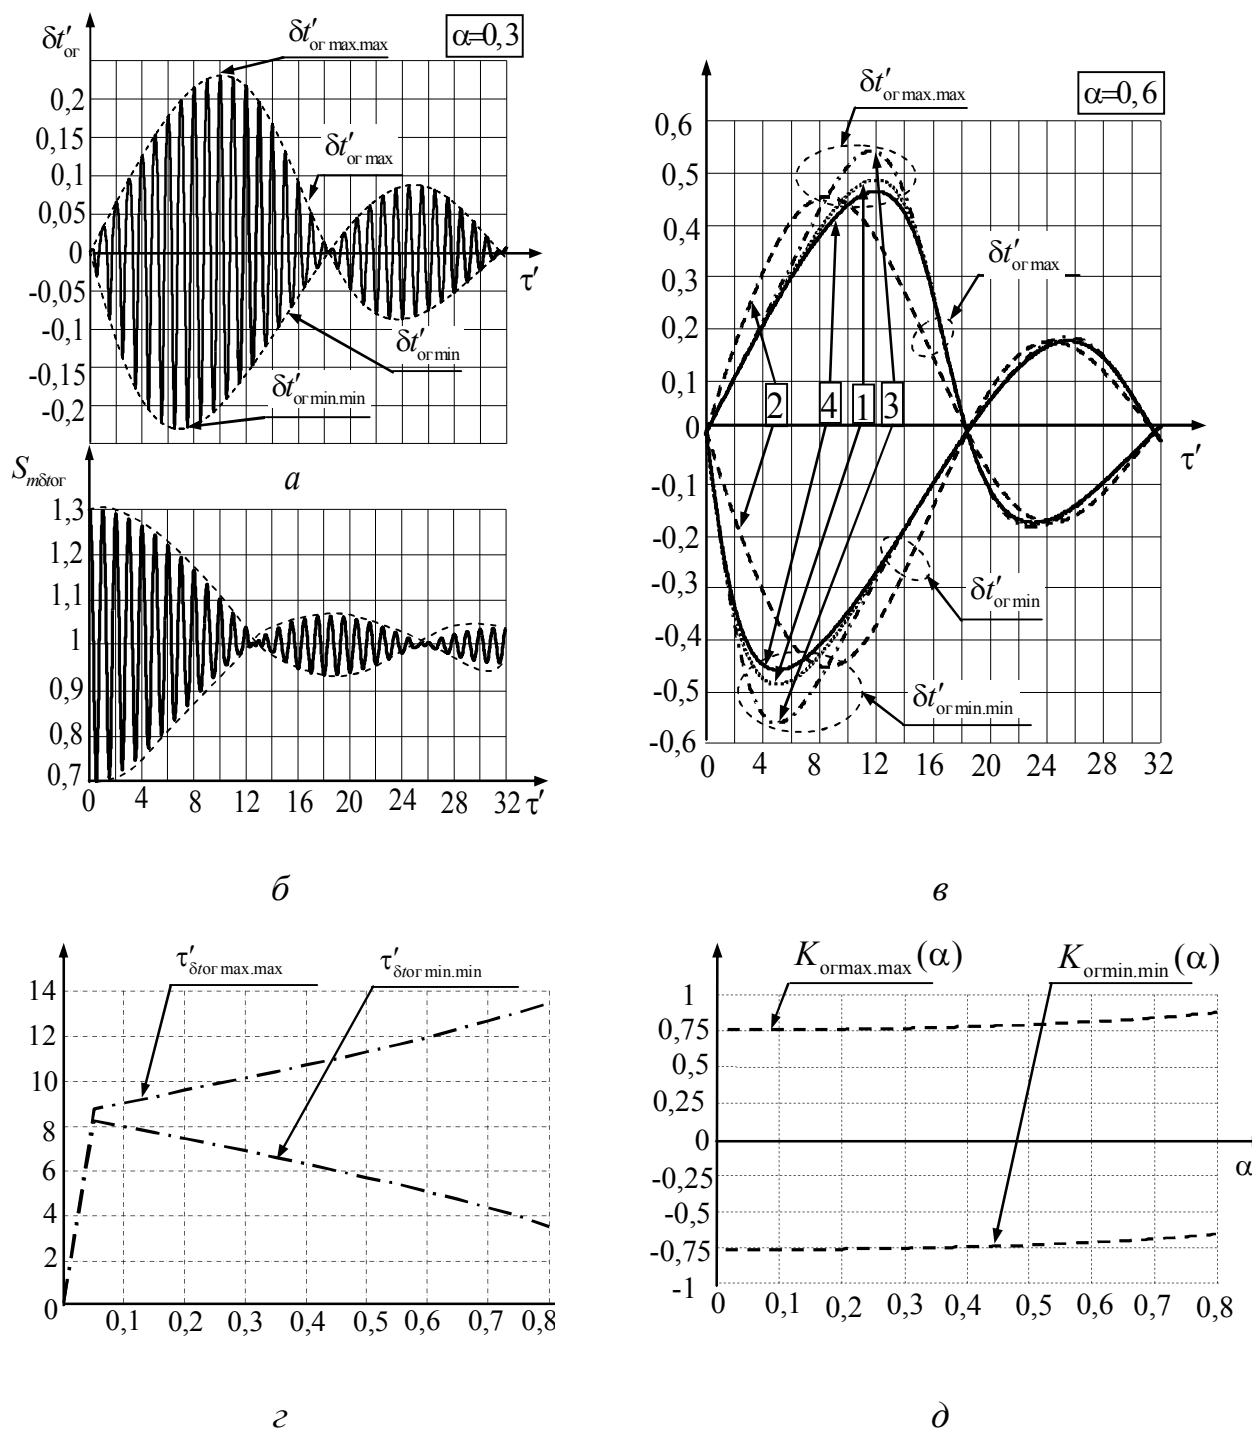 δt′ог
δt′ог max.max
α=0,3
0,2
0,15
0,1
0,05
0
-0,05
-0,1
-0,15
-0,2
δt′ог max
τ′
δt′ог min
δt′ог min.min
а
Smδtог
1,3
1,2
1,1
1
0,9
0,8
0,7
0 4 8 12 16 20 24 28 32 τ′
б
δt′ог max.max
α=0,6
0,6
0,5
0,4
0,3
0,2
0,1
0
-0,1
-0,2
-0,3
-0,4
-0,5
-0,6
δt′ог max
2 4 1 3
τ′
δt′ог min
δt′ог min.min
0 4 8 12 16 20 24 28 32
в
τ′δtог max.max
τ′δtог min.min
14
12
10
8
6
4
2
0
0,1 0,2 0,3 0,4 0,5 0,6 0,7 0,8
г
Kогmax.max(α)
Kогmin.min(α)
1
0,75
0,5
0,25
0
-0,25
-0,5
-0,75
-1
α
0 0,1 0,2 0,3 0,4 0,5 0,6 0,7 0,8
д